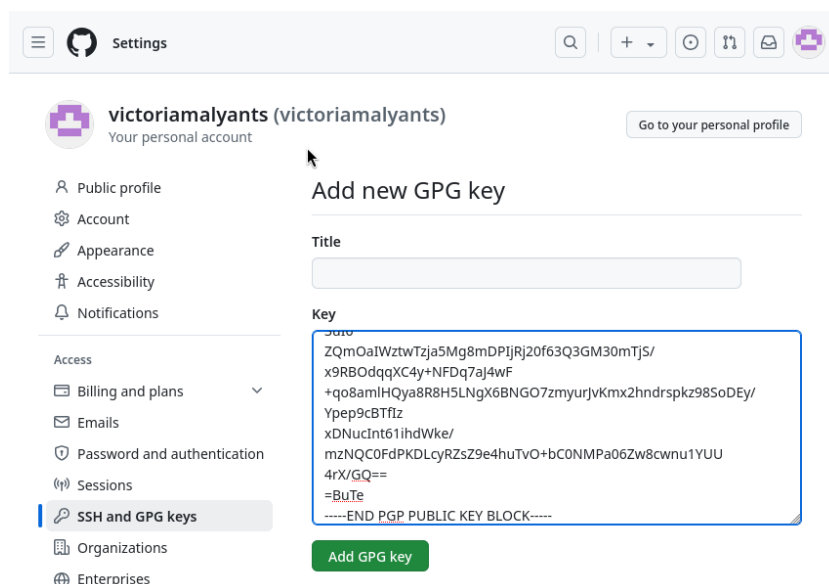 Settings
victoriamalyants (victoriamalyants)
Your personal account
Go to your personal profile
Public profile
Account
Appearance
Accessibility
Notifications
Access
Billing and plans
Emails
Password and authentication
Sessions
SSH and GPG keys
Organizations
Enterprises
Add new GPG key
Title
Key
ZQmOaIWztwTzja5Mg8mDPIjRj20f63Q3GM30mTjS/
x9RBOdqqXC4y+NFDq7aJ4wF
+qo8amlHQya8R8H5LNgX6BNGO7zmyurJvKmx2hndrspkz98SoDEy/
Ypep9cBTfIz
xDNucInt61ihdWke/
mzNQC0FdPKDLcyRZsZ9e4huTvO+bC0NMPa06Zw8cwnu1YUU
4rX/GQ==
=BuTe
-----END PGP PUBLIC KEY BLOCK-----
Add GPG key